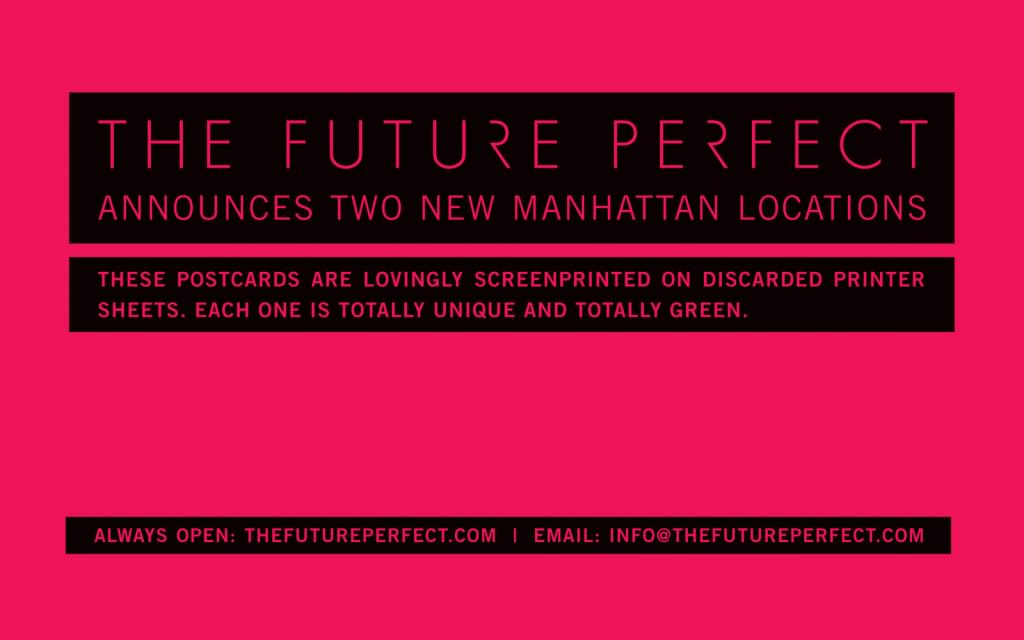 THE FUTURE PERFECT
ANNOUNCES TWO NEW MANHATTAN LOCATIONS
THESE POSTCARDS ARE LOVINGLY SCREENPRINTED ON DISCARDED PRINTER
SHEETS. EACH ONE IS TOTALLY UNIQUE AND TOTALLY GREEN.
ALWAYS OPEN: THEFUTUREPERFECT.COM | EMAIL: INFO@THEFUTUREPERFECT.COM